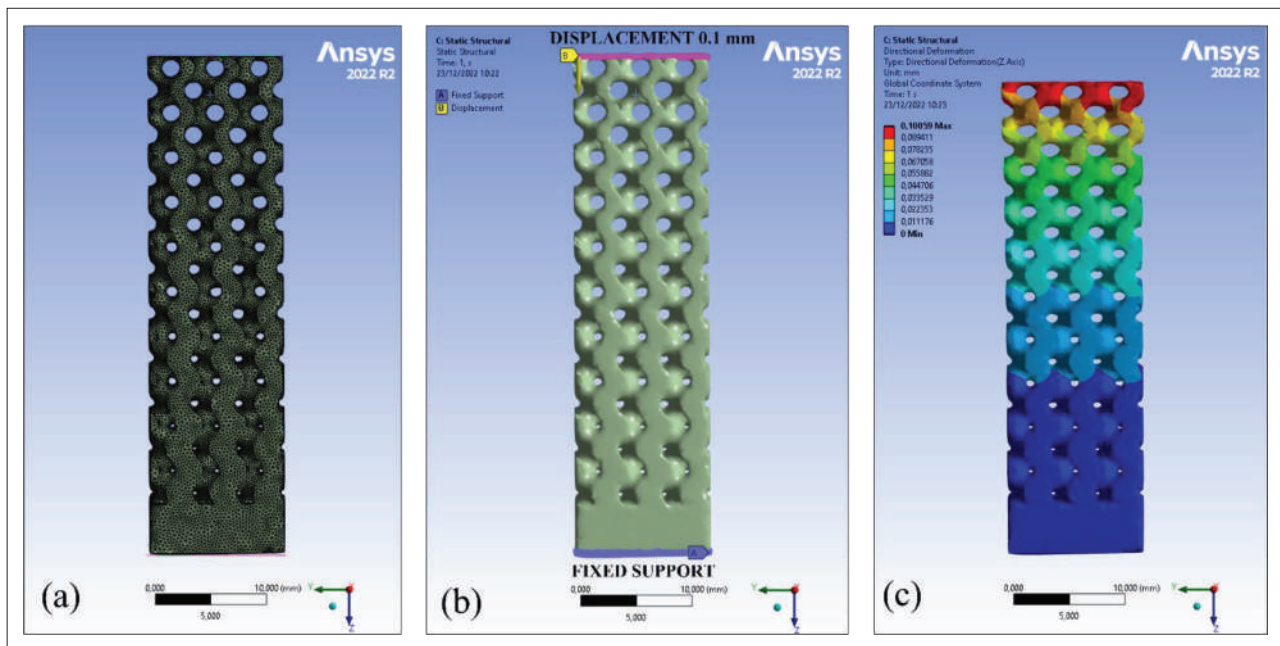 Ansys
2022 R2
0,000
10,000 (mm)
5,000
Y
X
Z
(a)
C: Static Structural
Static Structural
Time: 1, s
23/12/2022 10:22
A Fixed Support
B Displacement
DISPLACEMENT 0.1 mm
B
Ansys
2022 R2
A
FIXED SUPPORT
0,000
10,000 (mm)
5,000
Y
X
Z
(b)
C: Static Structural
Directional Deformation
Type: Directional Deformation(Z Axis)
Unit: mm
Global Coordinate System
Time: 1 s
23/12/2022 10:23
0,10059 Max
0,089411
0,078235
0,067058
0,055882
0,044706
0,033529
0,022353
0,011176
0 Min
Ansys
2022 R2
0,000
10,000 (mm)
5,000
Y
X
Z
(c)